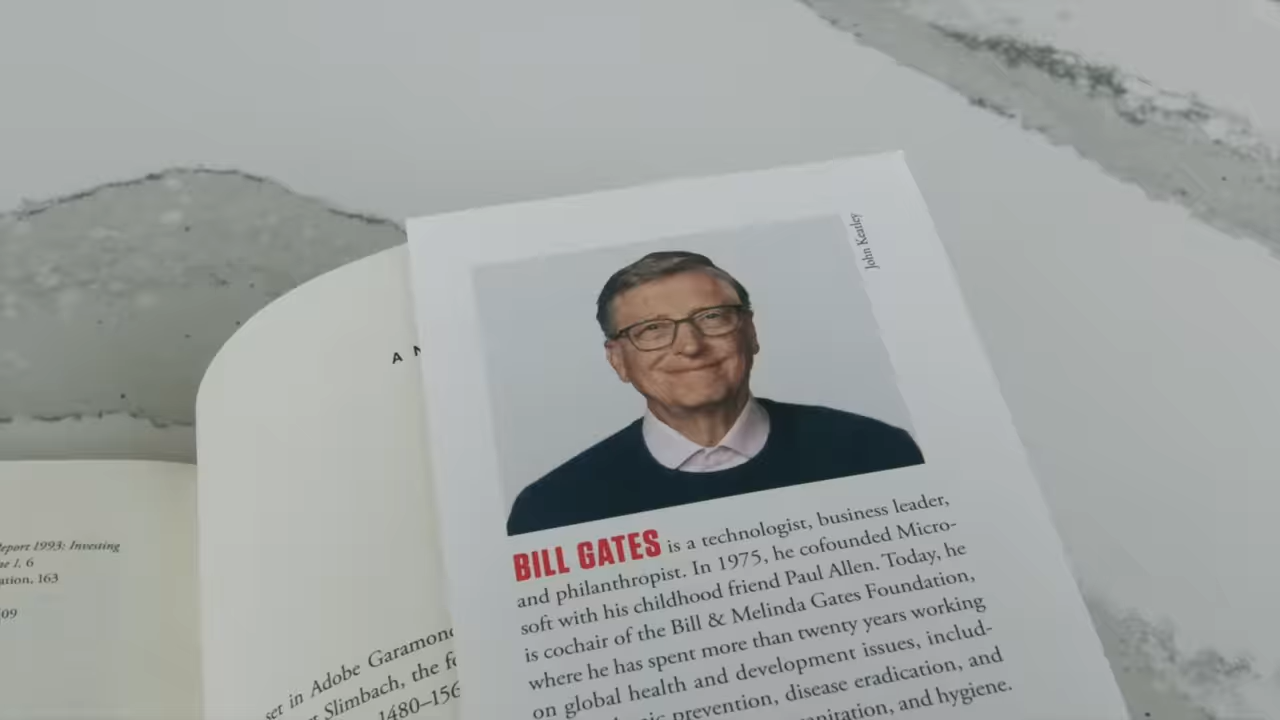 John Keatley
BILL GATES is a technologist, business leader,
and philanthropist. In 1975, he cofounded Micro-
soft with his childhood friend Paul Allen. Today, he
is cochair of the Bill & Melinda Gates Foundation,
where he has spent more than twenty years working
on global health and development issues, includ-
prevention, disease eradication, and
and hygiene.
A
Report 1993: Investing
1, 6
163
set in Adobe Garamond
Slimbach, the
1480–156